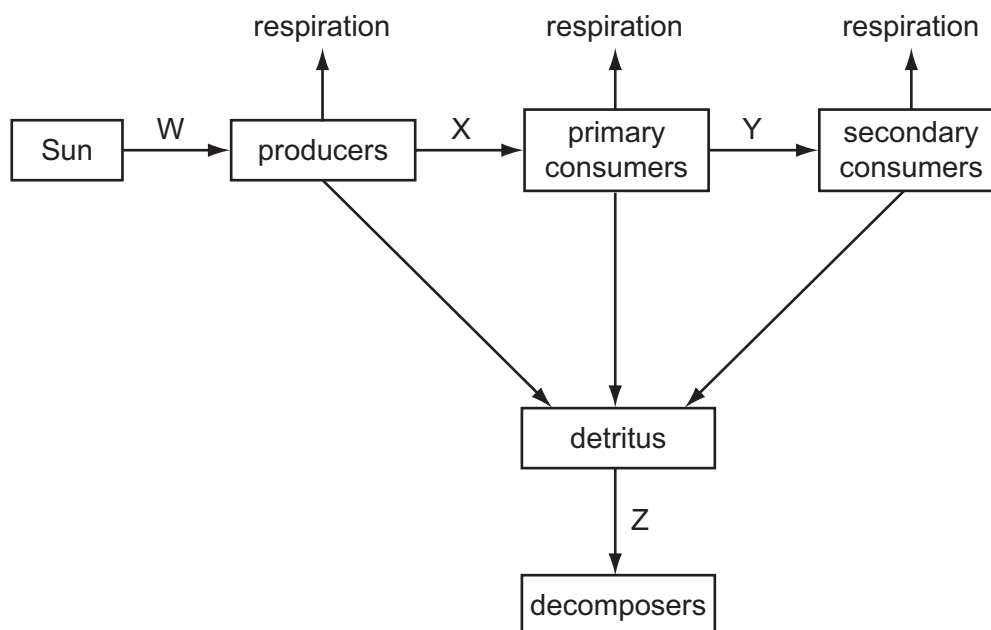 respiration
respiration
respiration
Sun
W
producers
X
primary
consumers
Y
secondary
consumers
detritus
Z
decomposers